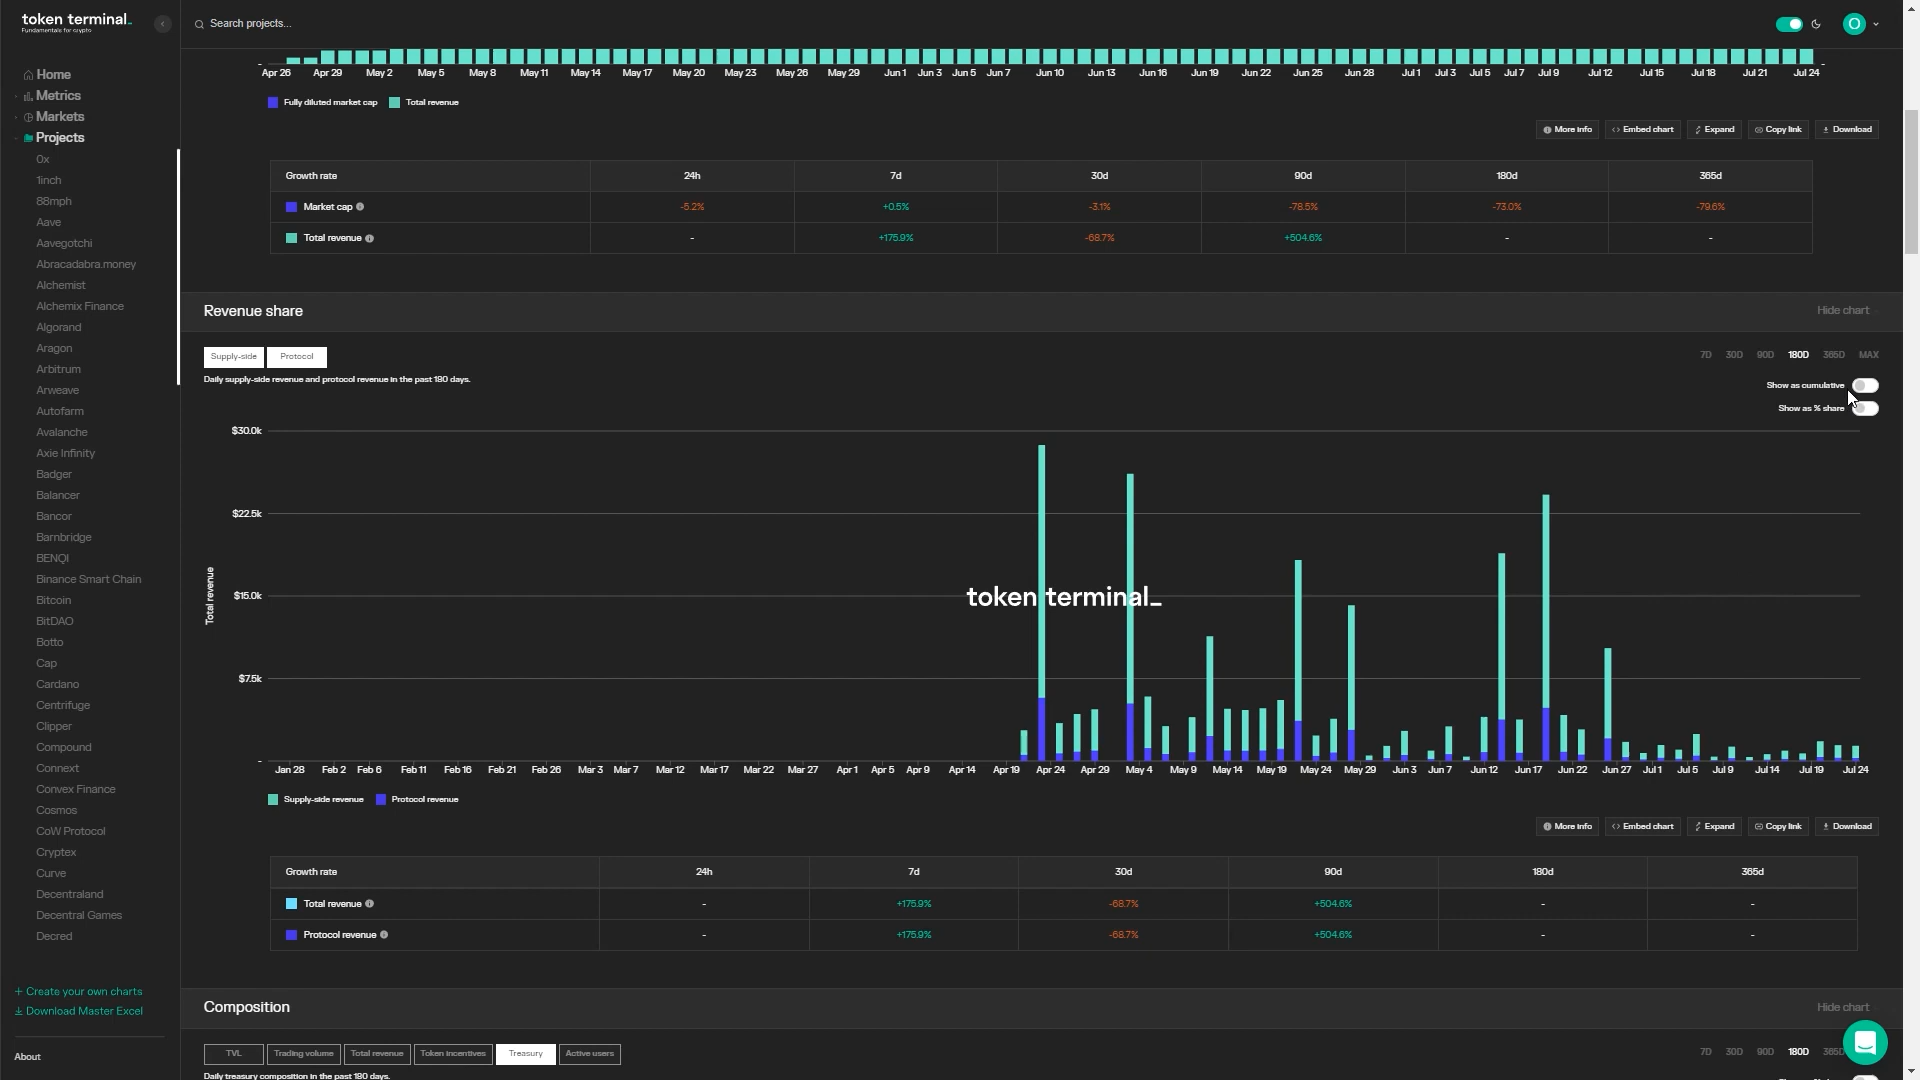 token terminal_
Fundamentals for crypto
Search projects...
O
Home
Metrics
Markets
Projects
0x
1inch
88mph
Aave
Aavegotchi
Abracadabra.money
Alchemist
Alchemix Finance
Algorand
Aragon
Arbitrum
Arweave
Autofarm
Avalanche
Axie Infinity
Badger
Balancer
Bancor
Barnbridge
BENQI
Binance Smart Chain
Bitcoin
BitDAO
Botto
Cap
Cardano
Centrifuge
Clipper
Compound
Connext
Convex Finance
Cosmos
CoW Protocol
Cryptex
Curve
Decentraland
Decentral Games
Decred
+ Create your own charts
Download Master Excel
About
- -
Apr 26 Apr 29 May 2 May 5 May 8 May 11 May 14 May 17 May 20 May 23 May 26 May 29 Jun 1 Jun 3 Jun 5 Jun 7 Jun 10 Jun 13 Jun 16 Jun 19 Jun 22 Jun 25 Jun 28 Jul 1 Jul 3 Jul 5 Jul 7 Jul 9 Jul 12 Jul 15 Jul 18 Jul 21 Jul 24
Fully diluted market cap Total revenue
More info Embed chart Expand Copy link Download
Growth rate 24h 7d 30d 90d 180d 365d
Market cap -5.2% +0.5% -3.1% -78.5% -73.0% -79.6%
Total revenue - +175.9% -68.7% +504.6% - -
Revenue share Hide chart
Supply-side Protocol 7D 30D 90D 180D 365D MAX
Daily supply-side revenue and protocol revenue in the past 180 days.
Show as cumulative
Show as % share
$30.0k
$22.5k
$15.0k
$7.5k
-
Total revenue
token terminal_
Jan 28 Feb 2 Feb 6 Feb 11 Feb 16 Feb 21 Feb 26 Mar 3 Mar 7 Mar 12 Mar 17 Mar 22 Mar 27 Apr 1 Apr 5 Apr 9 Apr 14 Apr 19 Apr 24 Apr 29 May 4 May 9 May 14 May 19 May 24 May 29 Jun 3 Jun 7 Jun 12 Jun 17 Jun 22 Jun 27 Jul 1 Jul 5 Jul 9 Jul 14 Jul 19 Jul 24
Supply-side revenue Protocol revenue
More info Embed chart Expand Copy link Download
Growth rate 24h 7d 30d 90d 180d 365d
Total revenue - +175.9% -68.7% +504.6% - -
Protocol revenue - +175.9% -68.7% +504.6% - -
Composition Hide chart
TVL Trading volume Total revenue Token incentives Treasury Active users 7D 30D 90D 180D 365D
Daily treasury composition in the past 180 days.